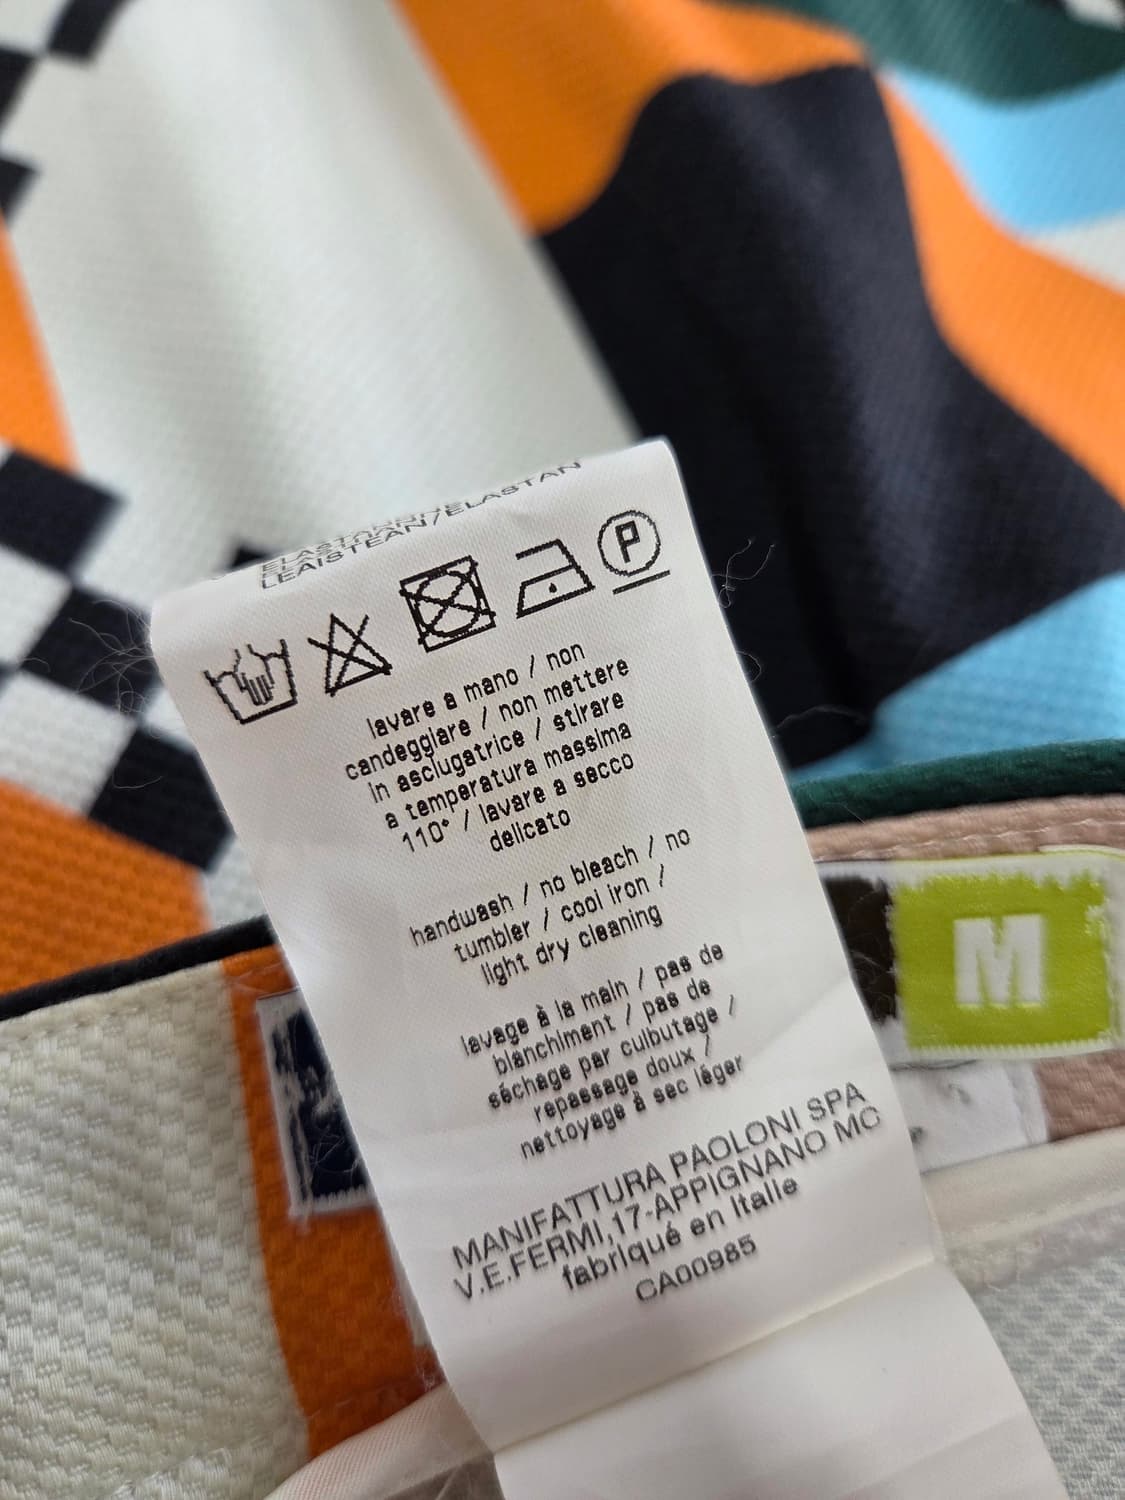 LEAISTEAN/ELASTAN
P
lavare a mano / non
candeggiare / non mettere
in asciugatrice / stirare
a temperatura massima
110° / lavare a secco
delicato
handwash / no bleach / no
tumbler / cool iron /
light dry cleaning
lavage à la main / pas de
blanchiment / pas de
séchage par culbutage /
repassage doux /
nettoyage à sec léger
MANIFATTURA PAOLONI SPA
V.E.FERMI,17-APPIGNANO MC
fabriqué en Italie
CA00985
M